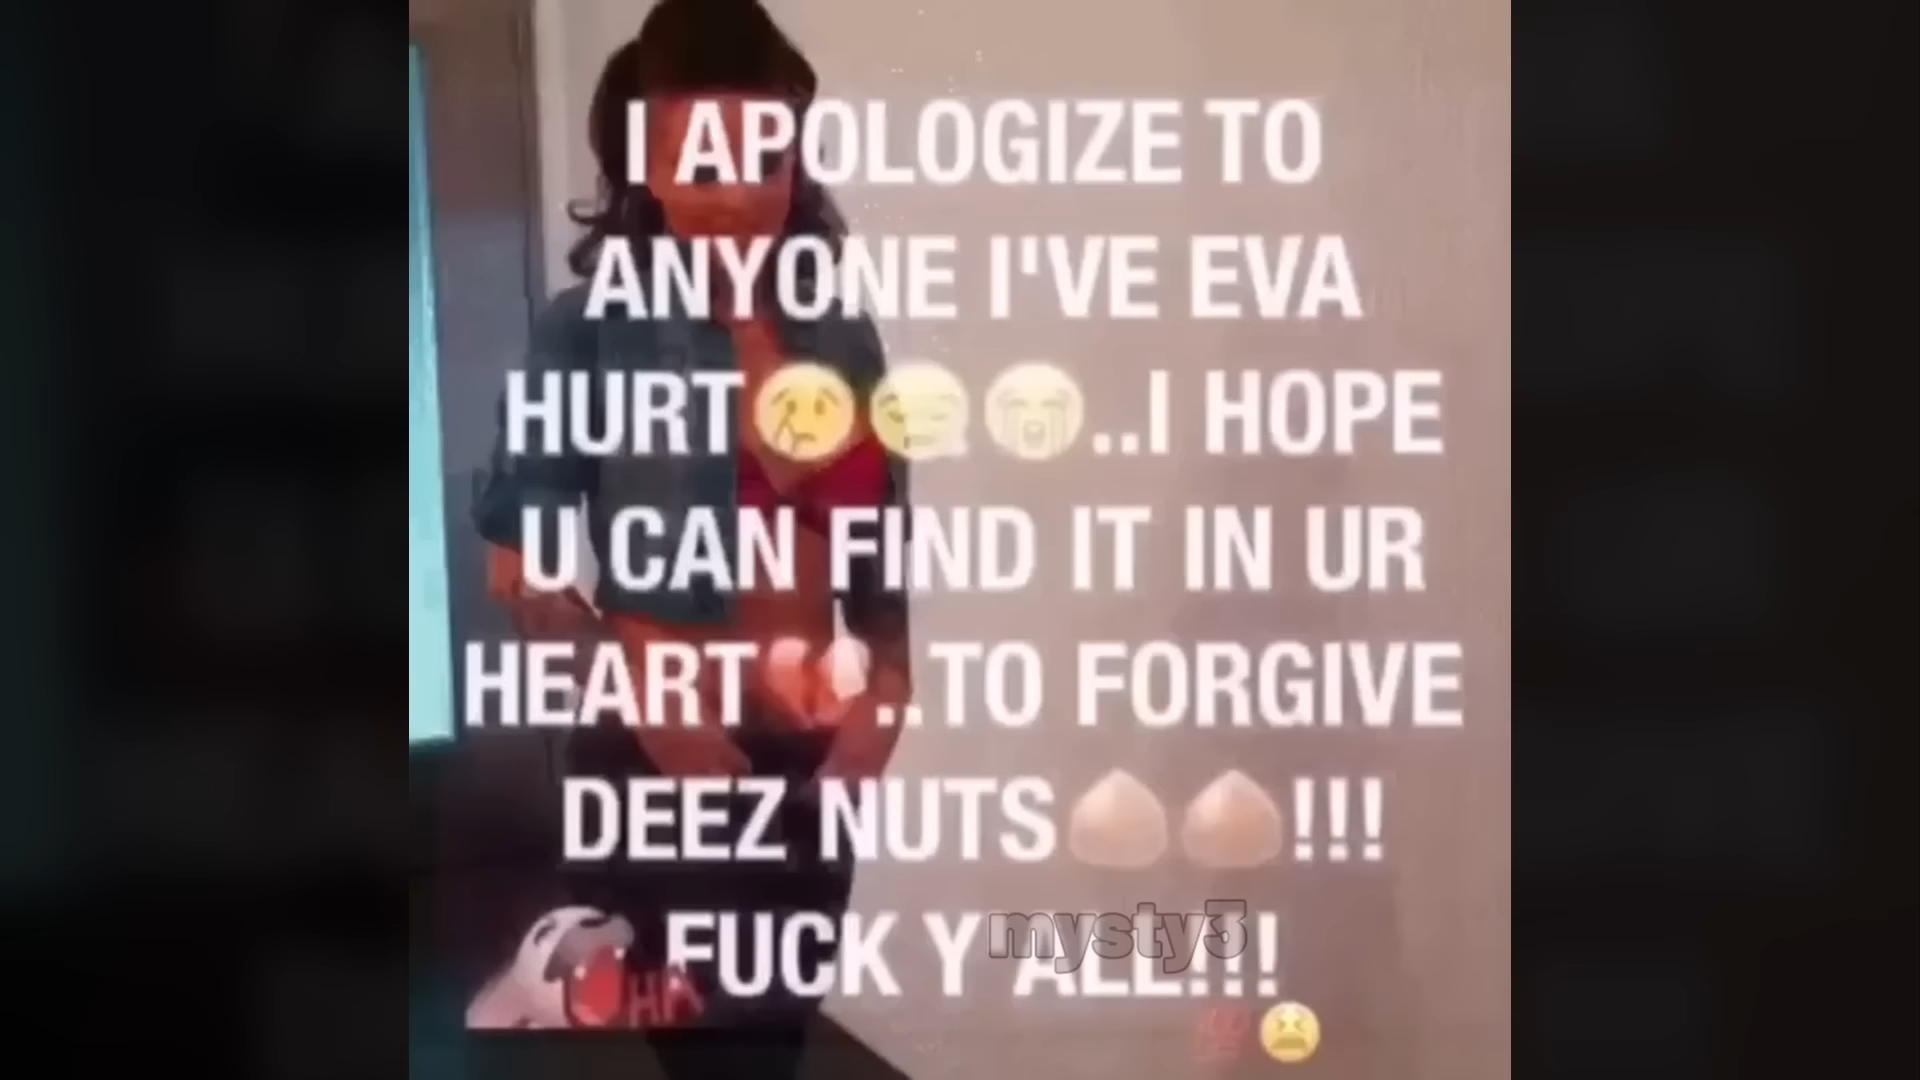 I APOLOGIZE TO
ANYONE I'VE EVA
HURT😢😪😭..I HOPE
U CAN FIND IT IN UR
HEART💔..TO FORGIVE
DEEZ NUTS🌰🌰!!!
FUCK Y'ALL!!!
mysty3
HA
💯😫